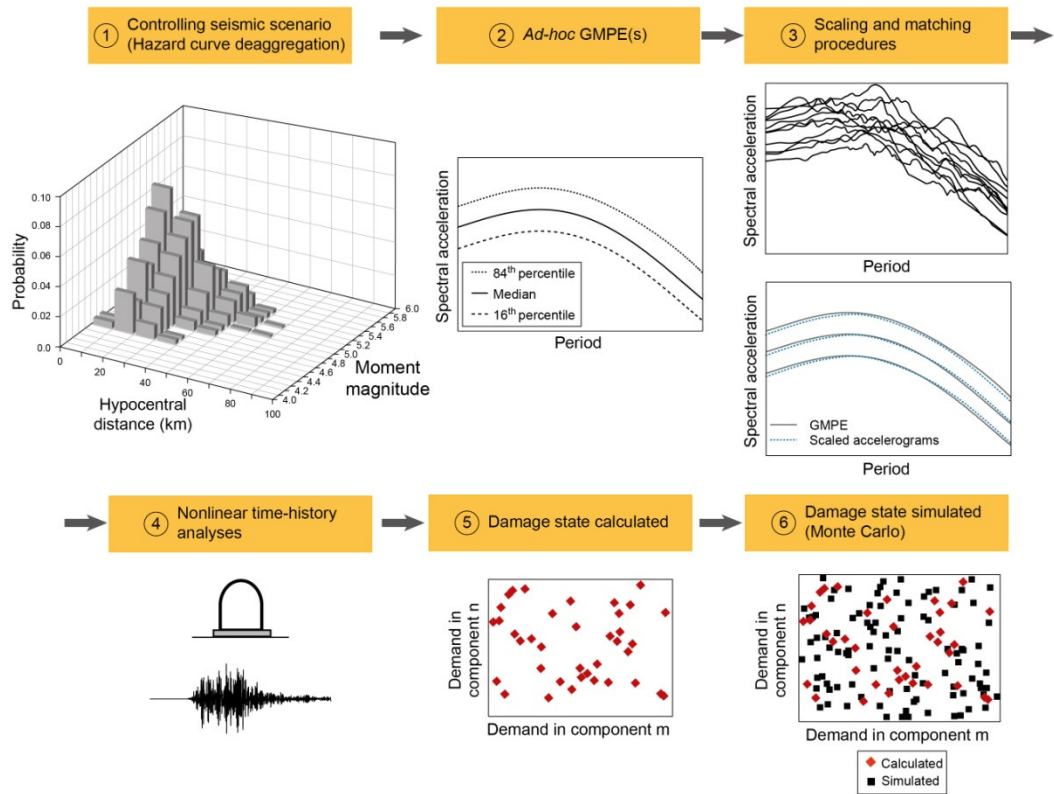 1 Controlling seismic scenario
(Hazard curve deaggregation)
2 Ad-hoc GMPE(s)
3 Scaling and matching
procedures
0.10
0.08
0.06
0.04
0.02
0.0
Probability
0
20
40
60
80
100
Hypocentral
distance (km)
4.0
4.2
4.4
4.6
4.8
5.0
5.2
5.4
5.6
5.8
6.0
Moment
magnitude
Spectral acceleration
84th percentile
Median
16th percentile
Period
Spectral acceleration
Period
Spectral acceleration
GMPE
Scaled accelerograms
Period
4 Nonlinear time-history
analyses
5 Damage state calculated
6 Damage state simulated
(Monte Carlo)
Demand in
component n
Demand in component m
Demand in
component n
Demand in component m
Calculated
Simulated